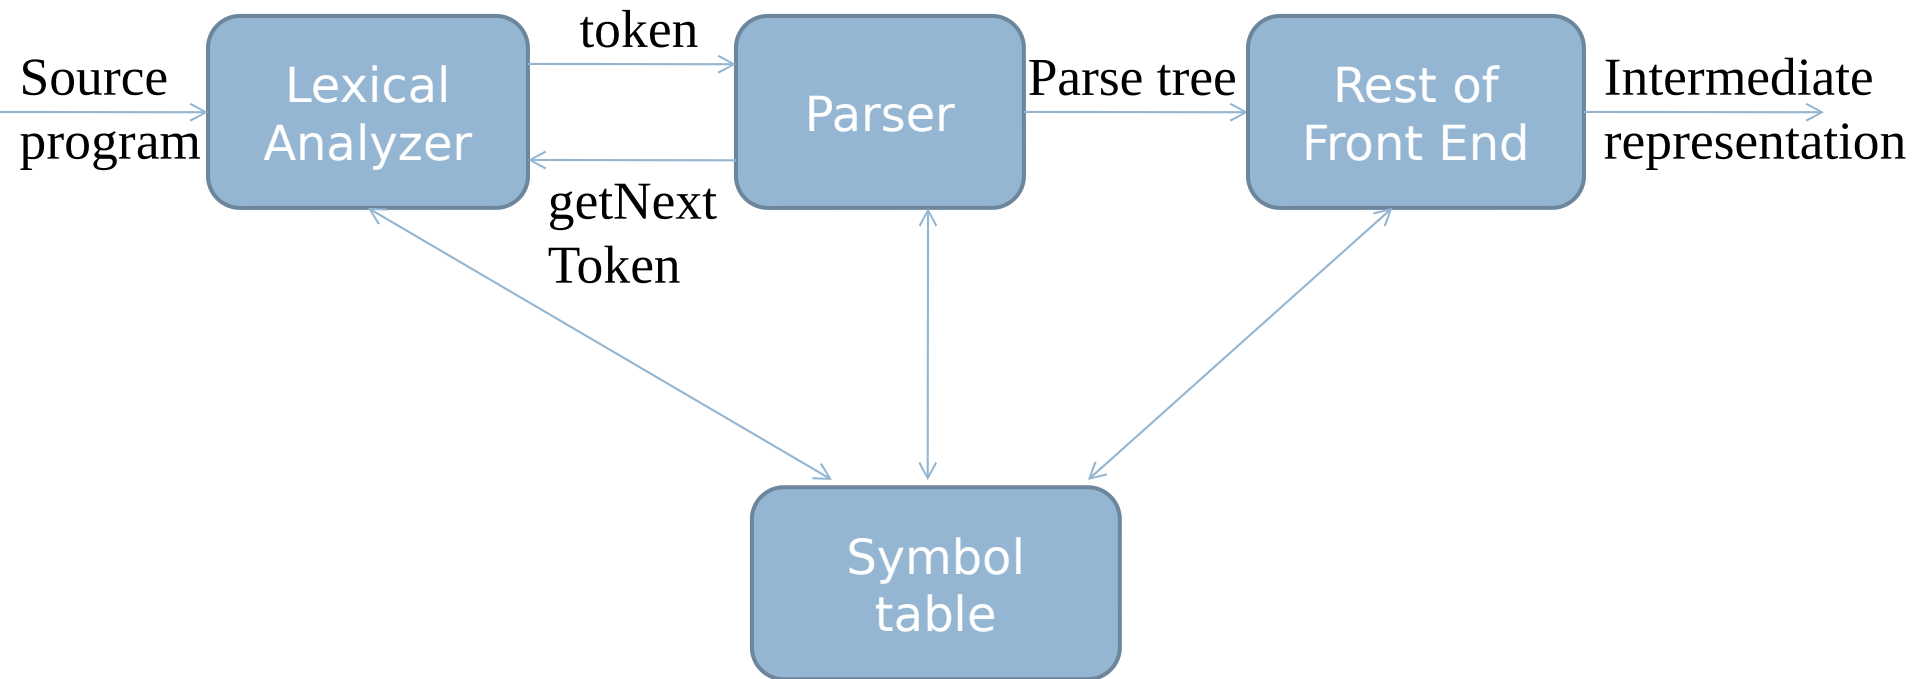 Source
program
Lexical
Analyzer
token
getNext
Token
Parser
Parse tree
Rest of
Front End
Intermediate
representation
Symbol
table